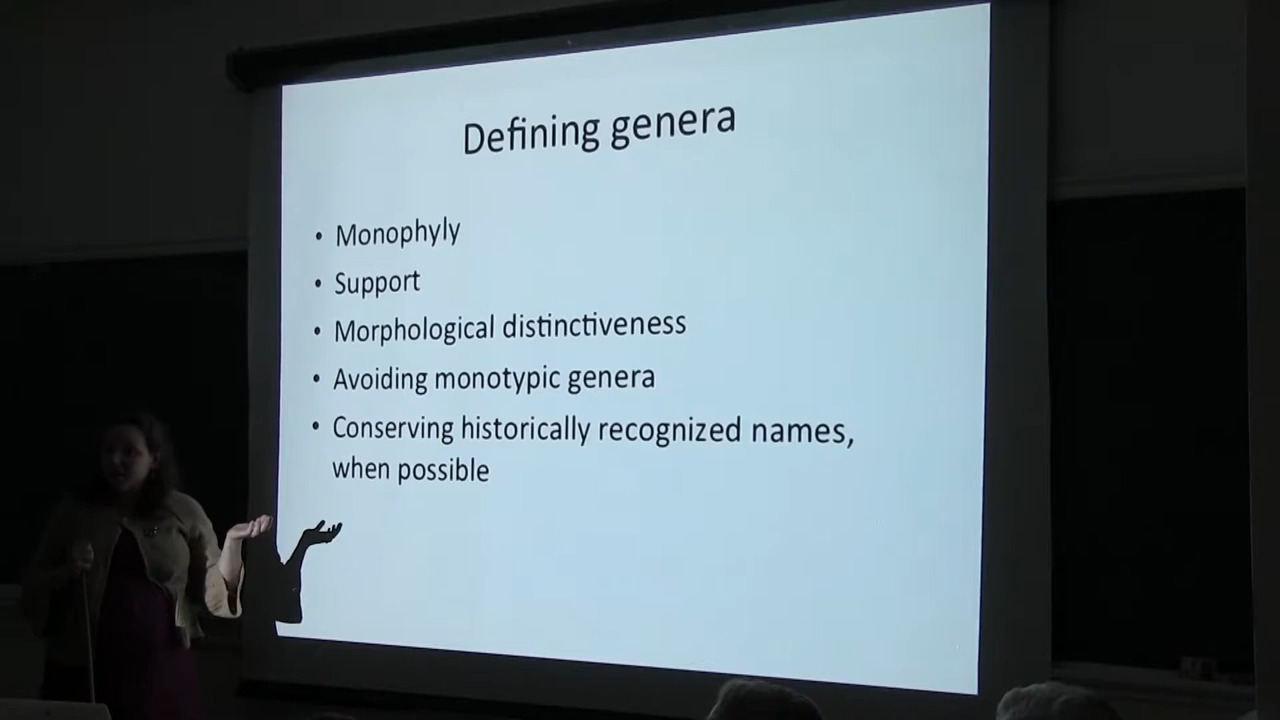 Defining genera
• Monophyly
• Support
• Morphological distinctiveness
• Avoiding monotypic genera
• Conserving historically recognized names,
when possible